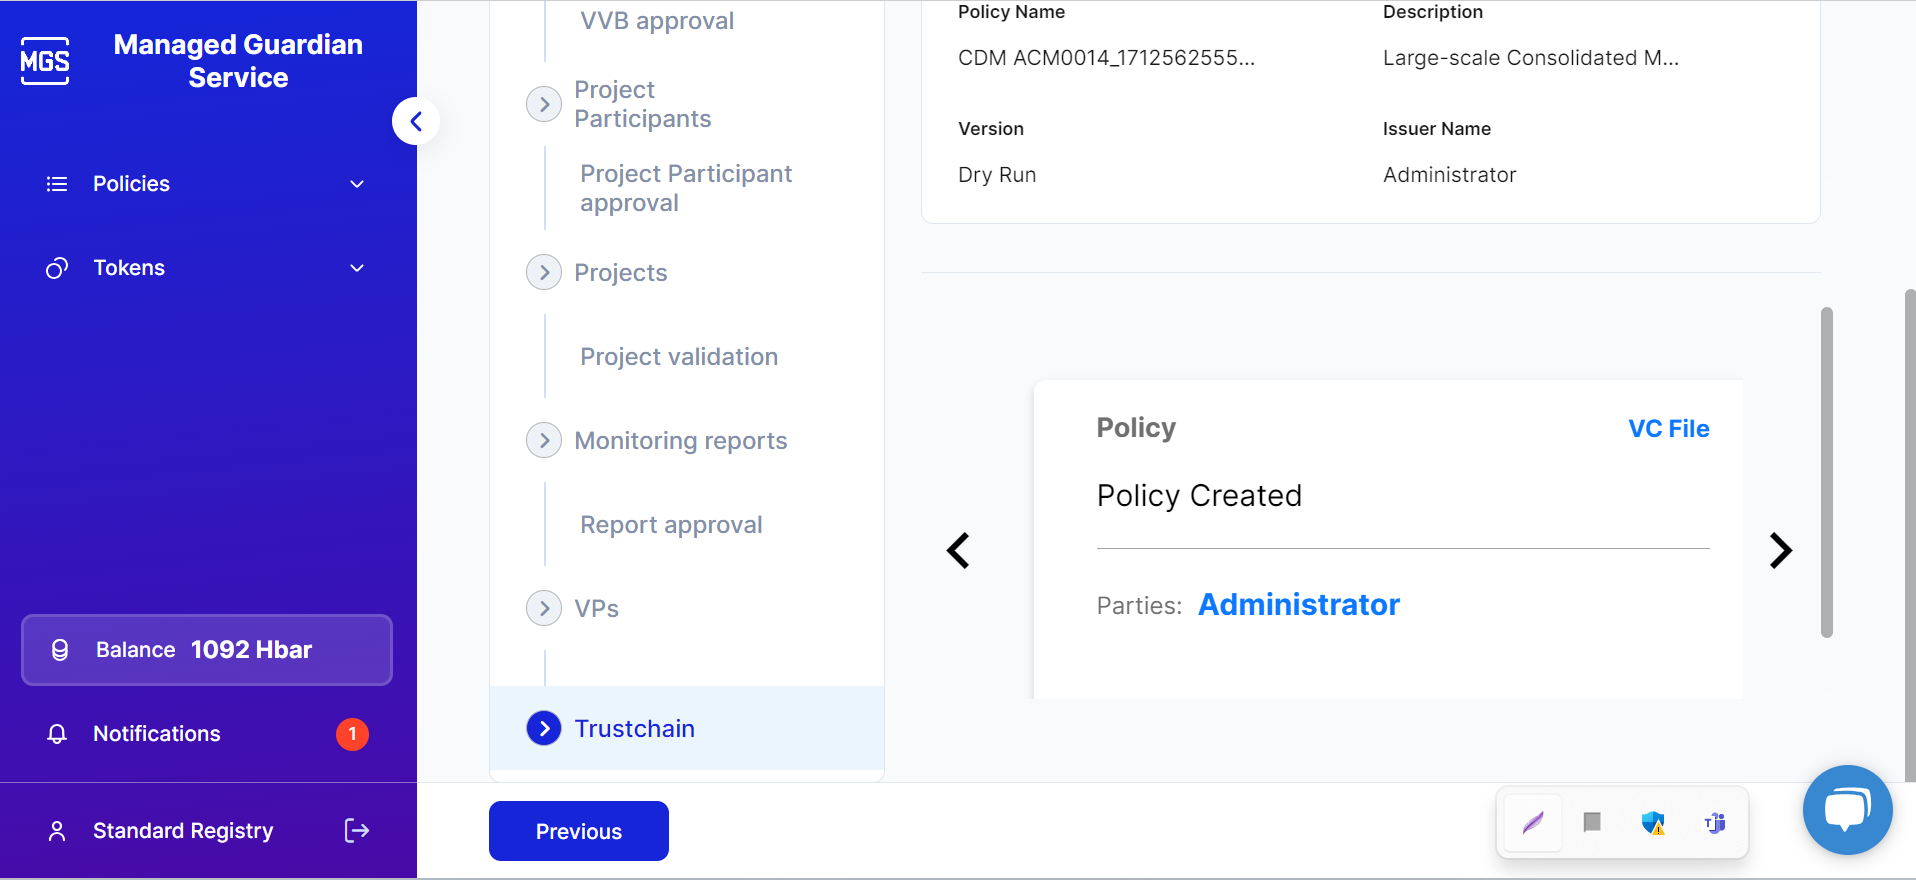 MGS
Managed Guardian
Service
Policies
Tokens
Balance 1092 Hbar
Notifications 1
Standard Registry
VVB approval
Project
Participants
Project Participant
approval
Projects
Project validation
Monitoring reports
Report approval
VPs
Trustchain
Previous
Policy Name
CDM ACM0014_1712562555...
Description
Large-scale Consolidated M...
Version
Dry Run
Issuer Name
Administrator
Policy
VC File
Policy Created
Parties: Administrator